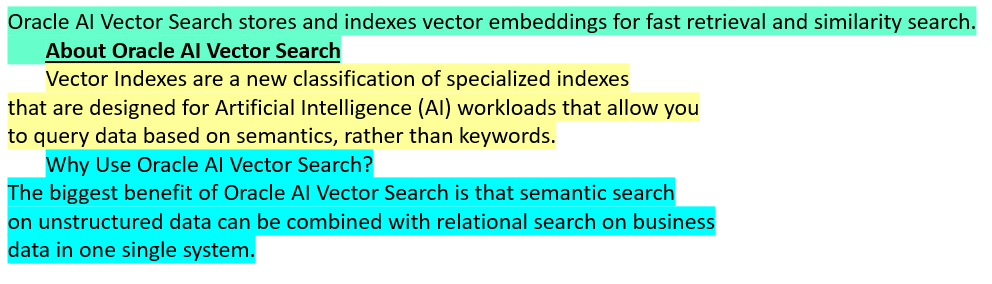 Oracle AI Vector Search stores and indexes vector embeddings for fast retrieval and similarity search.
About Oracle AI Vector Search
Vector Indexes are a new classification of specialized indexes
that are designed for Artificial Intelligence (AI) workloads that allow you
to query data based on semantics, rather than keywords.
Why Use Oracle AI Vector Search?
The biggest benefit of Oracle AI Vector Search is that semantic search
on unstructured data can be combined with relational search on business
data in one single system.